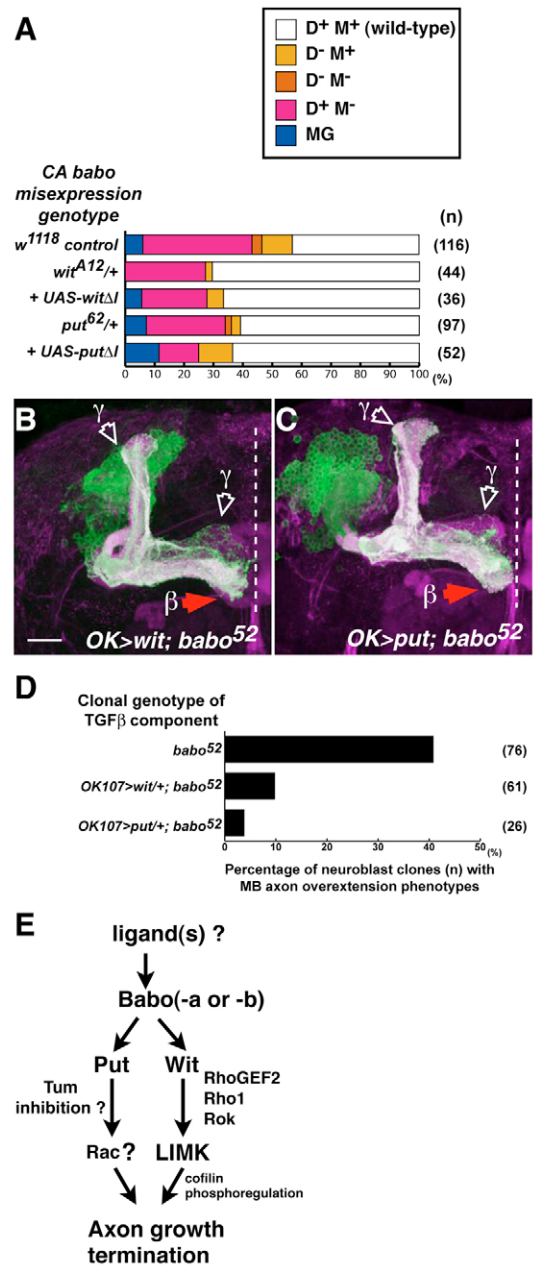 A
D+ M+ (wild-type)
D- M+
D- M-
D+ M-
MG
CA babo
misexpression
genotype
(n)
w1118 control
(116)
witA12/+
(44)
+ UAS-witΔI
(36)
put62/+
(97)
+ UAS-putΔI
(52)
0 10 20 30 40 50 60 70 80 90 100
(%)
B
γ
γ
β
OK>wit; babo52
C
γ
γ
β
OK>put; babo52
D
Clonal genotype of
TGFβ component
babo52
(76)
OK107>wit/+; babo52
(61)
OK107>put/+; babo52
(26)
0 10 20 30 40 50
(%)
Percentage of neuroblast clones (n) with
MB axon overextension phenotypes
E
ligand(s) ?
Babo(-a or -b)
Put Wit
Tum
inhibition ?
RhoGEF2
Rho1
Rok
Rac? LIMK
cofilin
phosphoregulation
Axon growth
termination